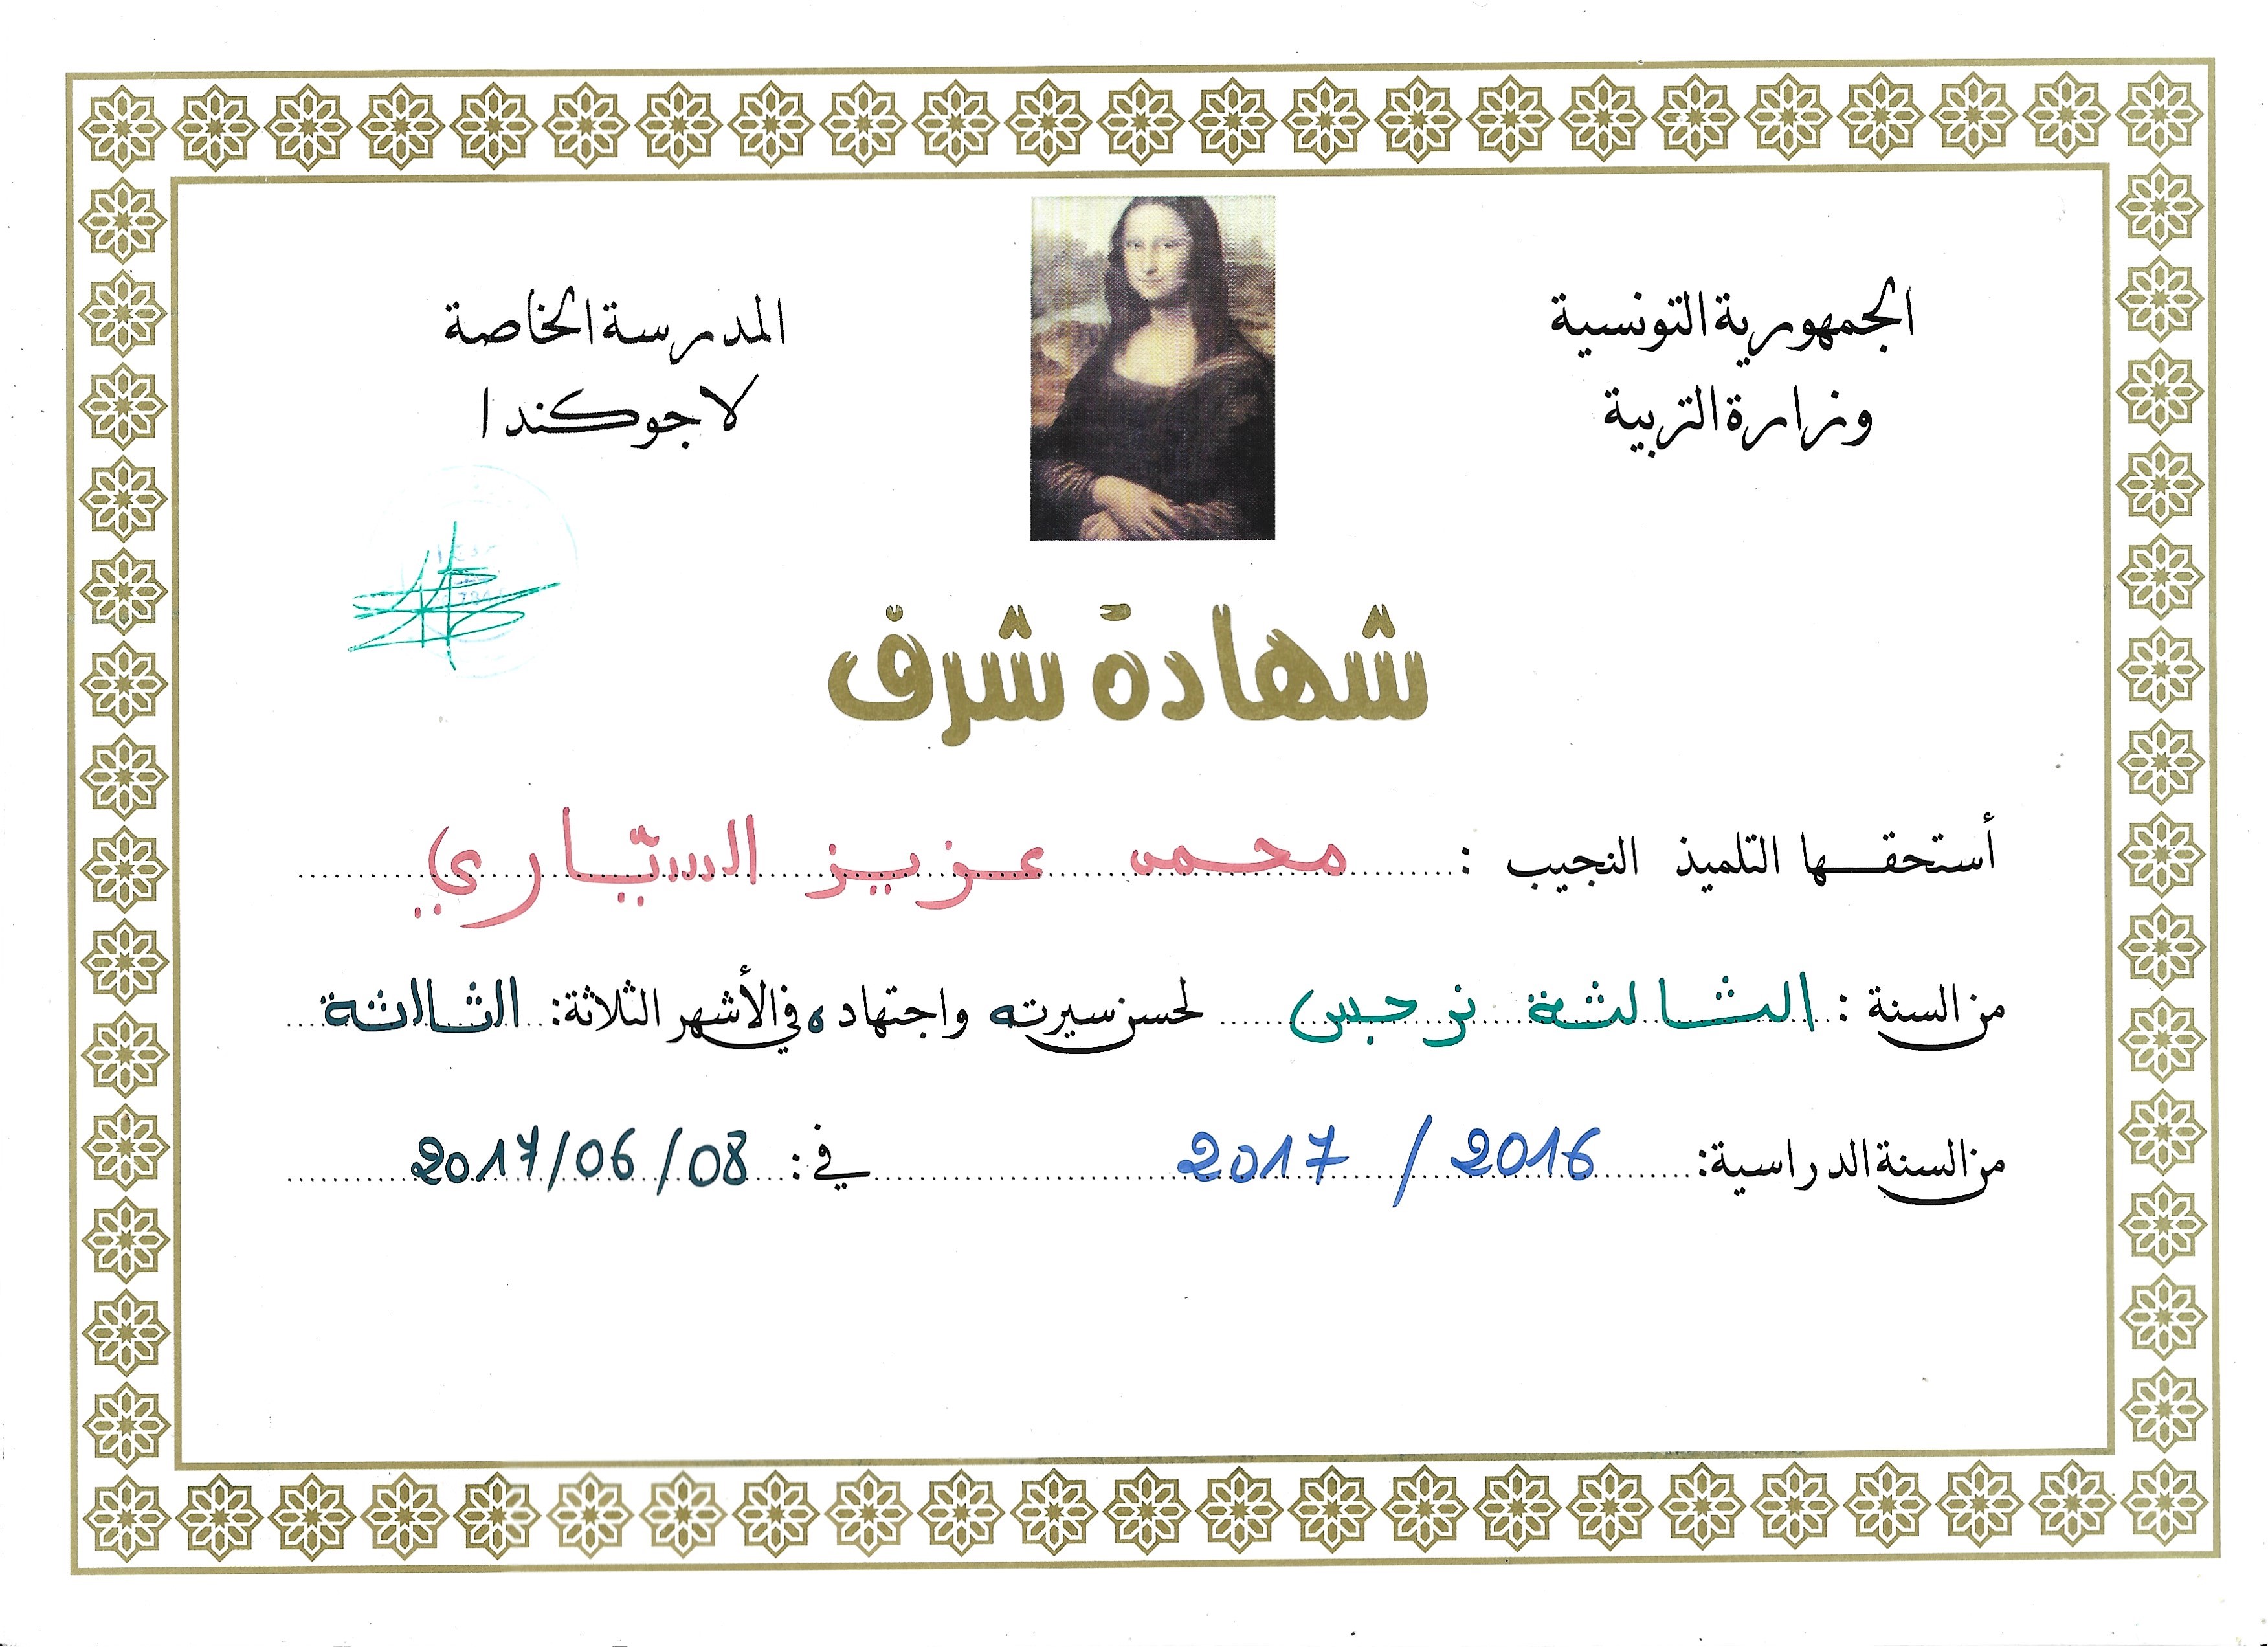 الجمهورية التونسية
وزارة التربية
المدرسة الخاصة
لاجوكندا
شهادة شرف
أستحقها التلميذ النجيب : محمد عزيز الستّاري
من السنة : الثالثة نرجس لحسن سيرته واجتهاده في الأشهر الثلاثة: الثالثة
من السنة الدراسية: 2016 / 2017 في: 08/ 06/ 2017